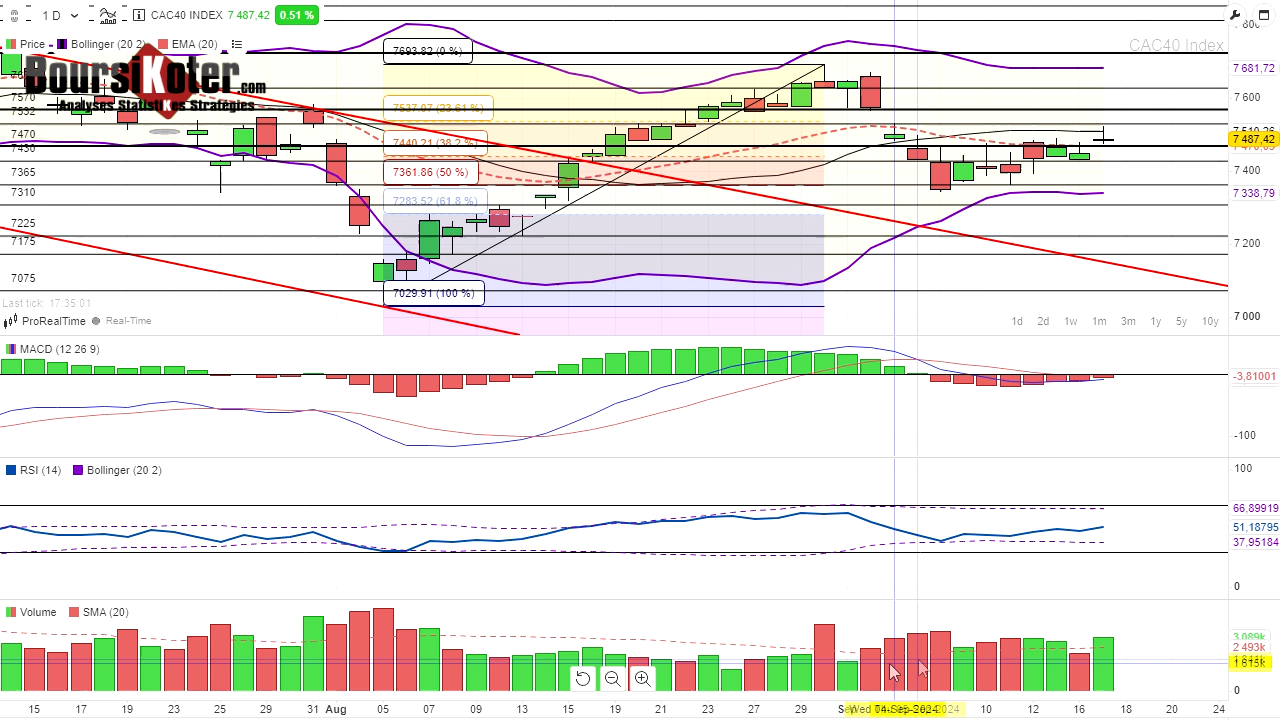 1 D CAC40 INDEX 7 487,42 0.51 %
Price Bollinger (20 2) EMA (20)
CAC40 Index
BoursiKoter.com
Analyses Statistikes Strategies
7693.82 (0 %)
7537.97 (23.61 %)
7440.21 (38.2 %)
7361.86 (50 %)
7283.52 (61.8 %)
7029.91 (100 %)
7570
7532
7470
7430
7365
7310
7225
7175
7075
7 681,72
7 600
7 487,42
7 400
7 338,79
7 200
7 000
Last tick: 17:35:01
ProRealTime Real-Time
1d 2d 1w 1m 3m 1y 5y 10y
MACD (12 26 9)
-3,81001
-100
RSI (14) Bollinger (20 2)
100
66,89919
51,18795
37,95184
0
Volume SMA (20)
3.089k
2.493k
1 615k
0
15 17 19 23 25 29 31 Aug 05 07 09 13 15 19 21 23 27 29 Wed 04-Sep-2024 10 12 16 18 20 24